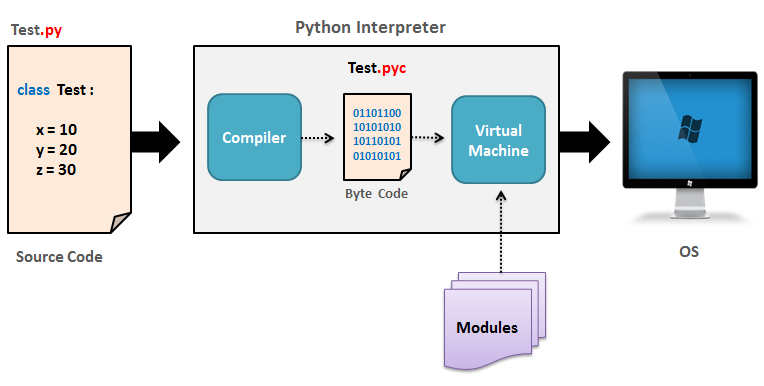 Test.py
class Test :
x = 10
y = 20
z = 30
Source Code
Python Interpreter
Test.pyc
Compiler
01101100
10101010
10110101
01010101
Byte Code
Virtual
Machine
Modules
OS